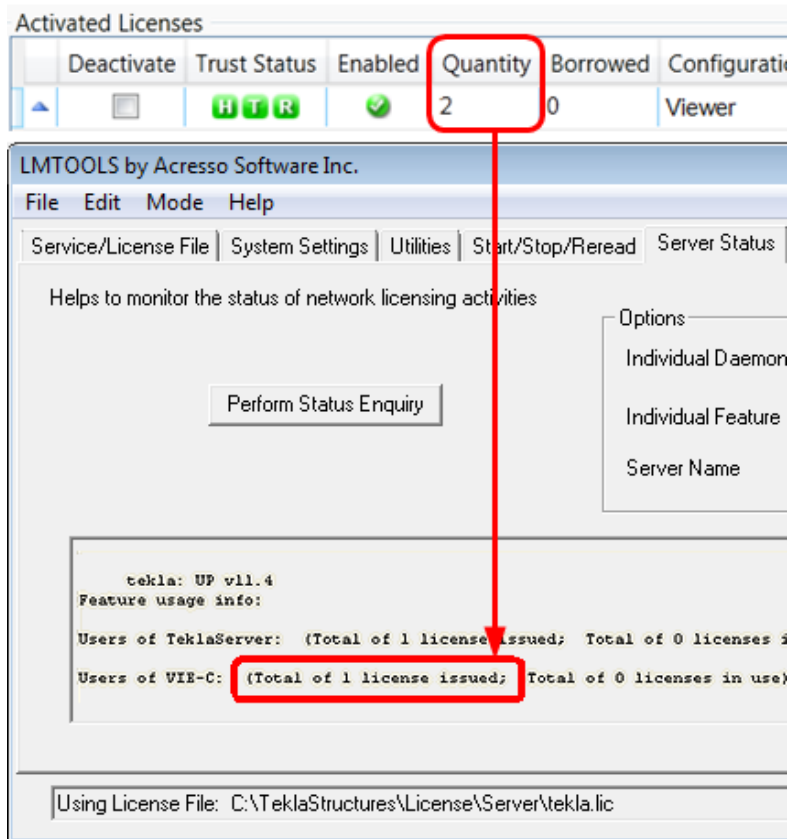 Activated Licenses
Deactivate Trust Status Enabled Quantity Borrowed Configurati
H T R 2 0 Viewer
LMTOOLS by Acresso Software Inc.
File Edit Mode Help
Service/License File System Settings Utilities Start/Stop/Reread Server Status
Helps to monitor the status of network licensing activities
Options
Individual Daemon
Perform Status Enquiry
Individual Feature
Server Name
tekla: UP v11.4
Feature usage info:
Users of TeklaServer: (Total of 1 license issued; Total of 0 licenses i
Users of VIE-C: (Total of 1 license issued; Total of 0 licenses in use)
Using License File: C:\TeklaStructures\License\Server\tekla.lic